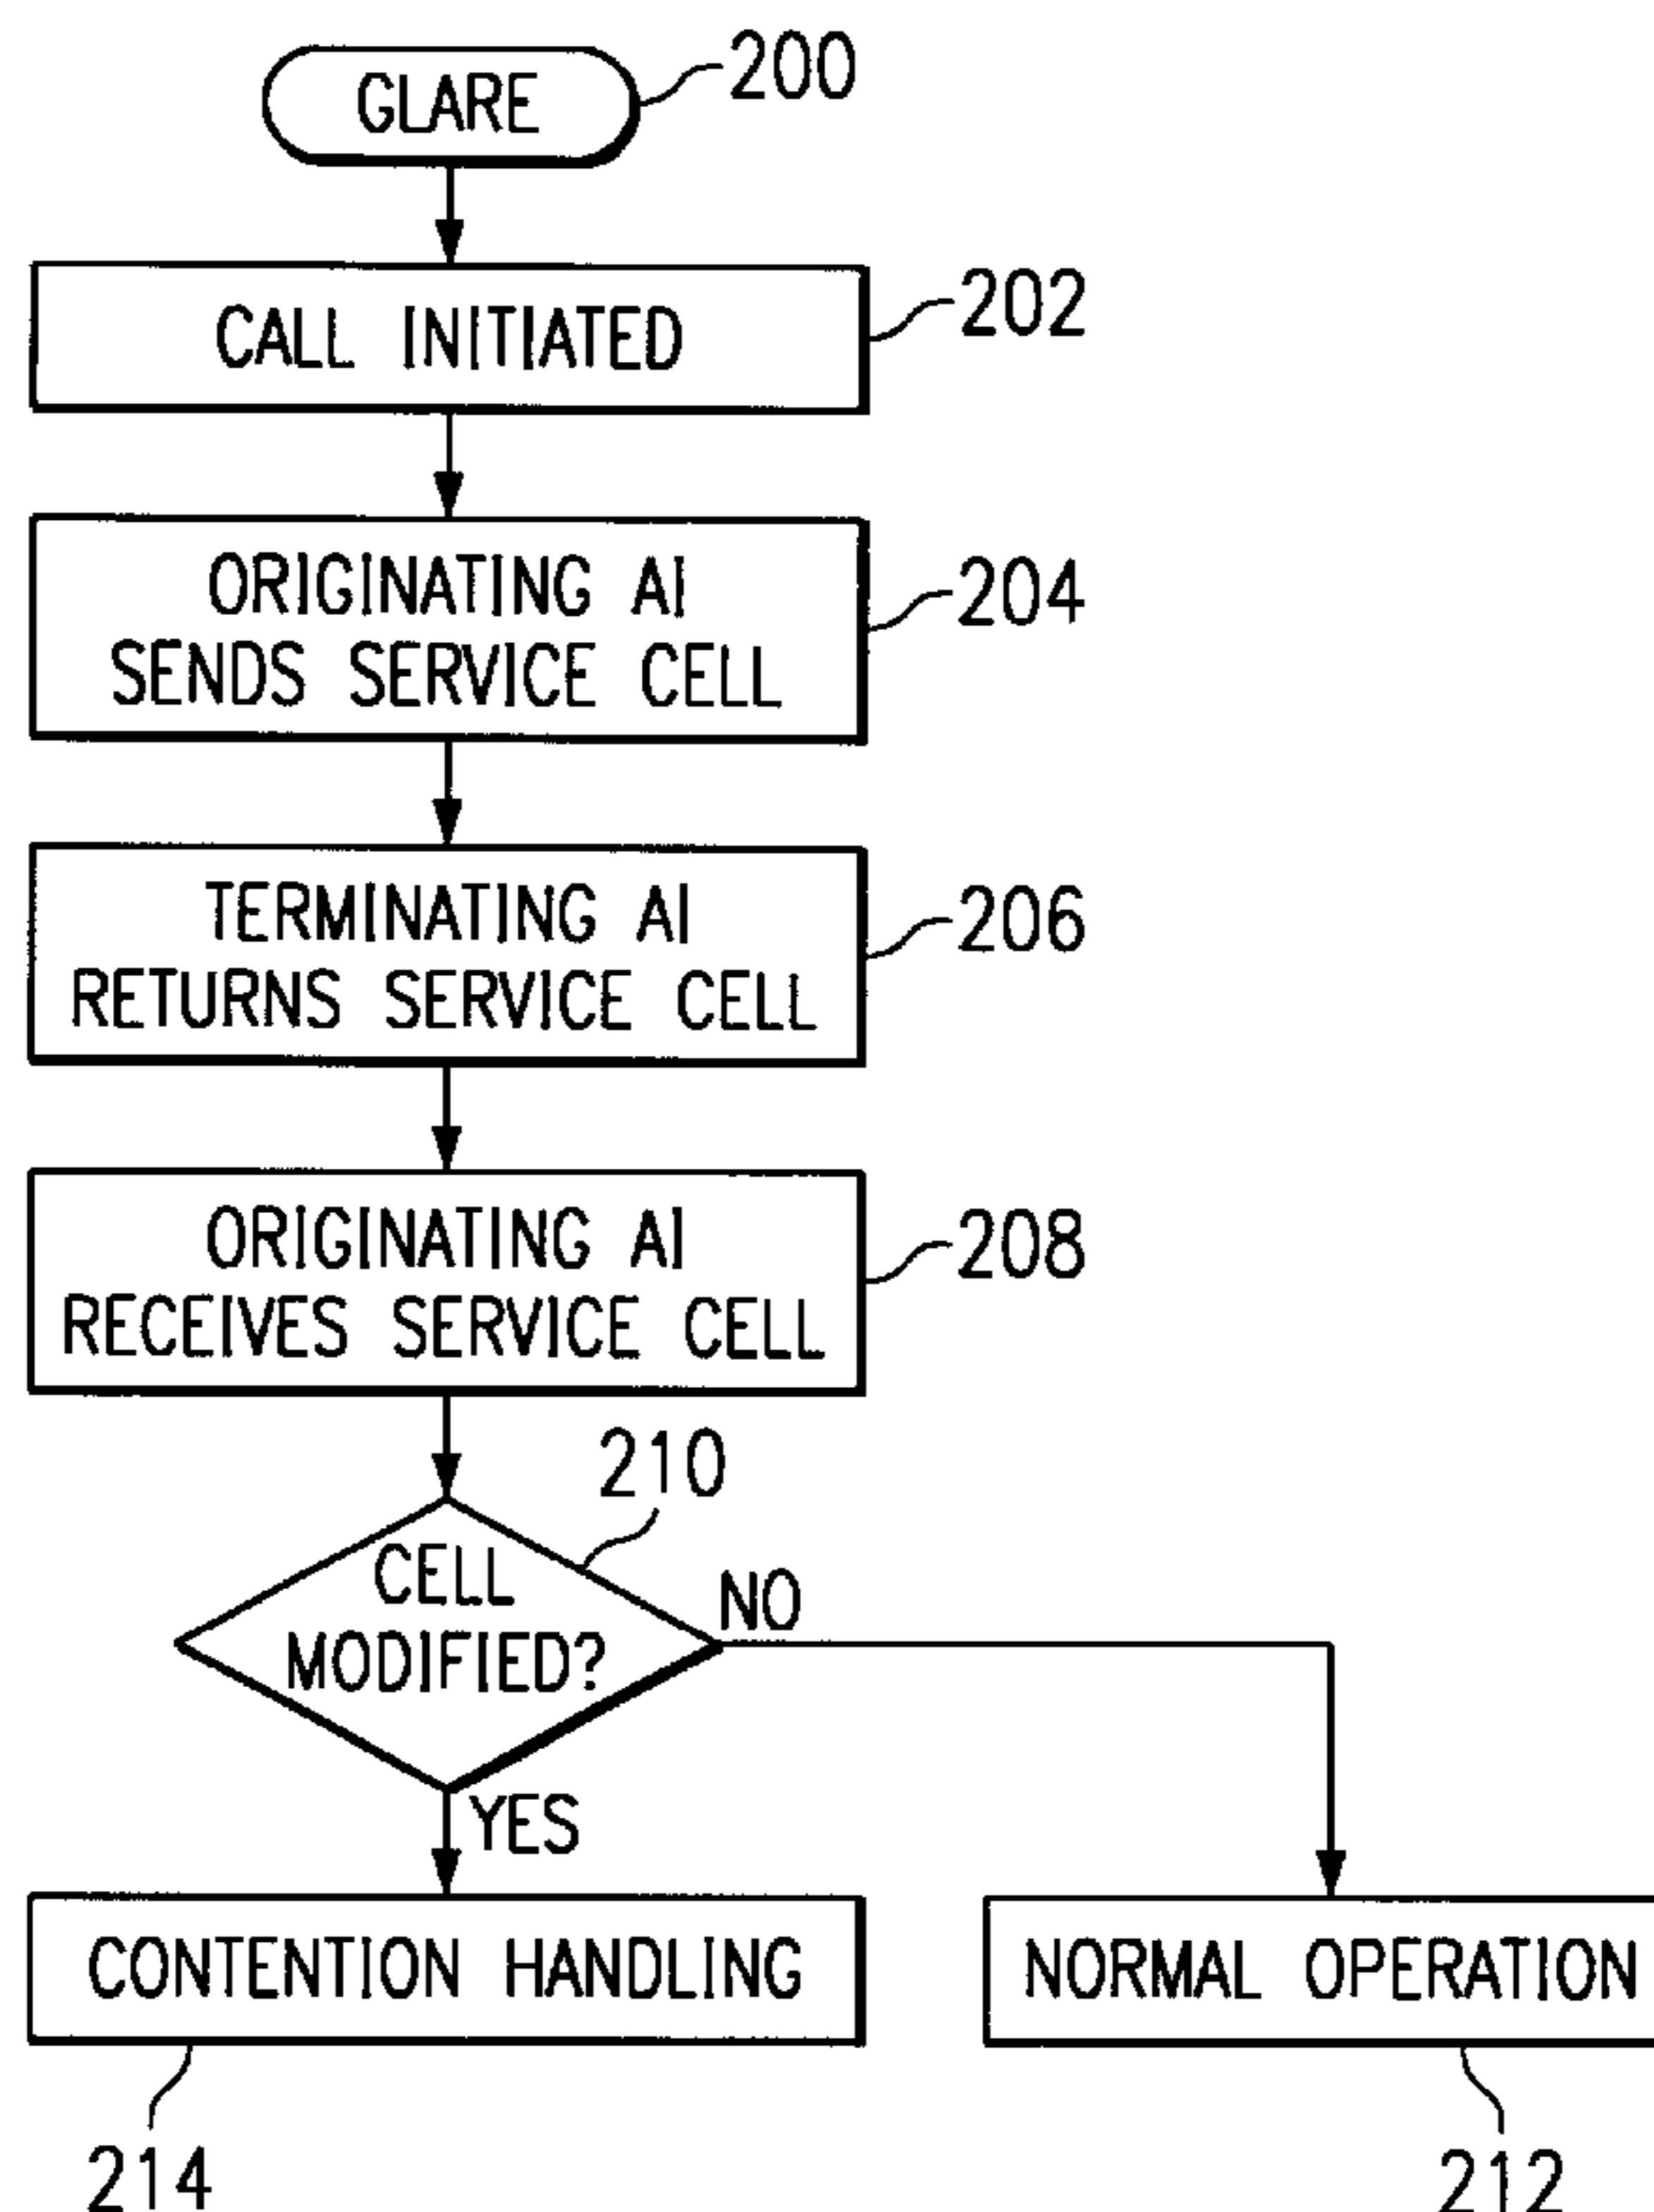 GLARE
200
CALL INITIATED
202
ORIGINATING AI
SENDS SERVICE CELL
204
TERMINATING AI
RETURNS SERVICE CELL
206
ORIGINATING AI
RECEIVES SERVICE CELL
208
210
CELL
MODIFIED?
NO
YES
CONTENTION HANDLING
NORMAL OPERATION
214
212